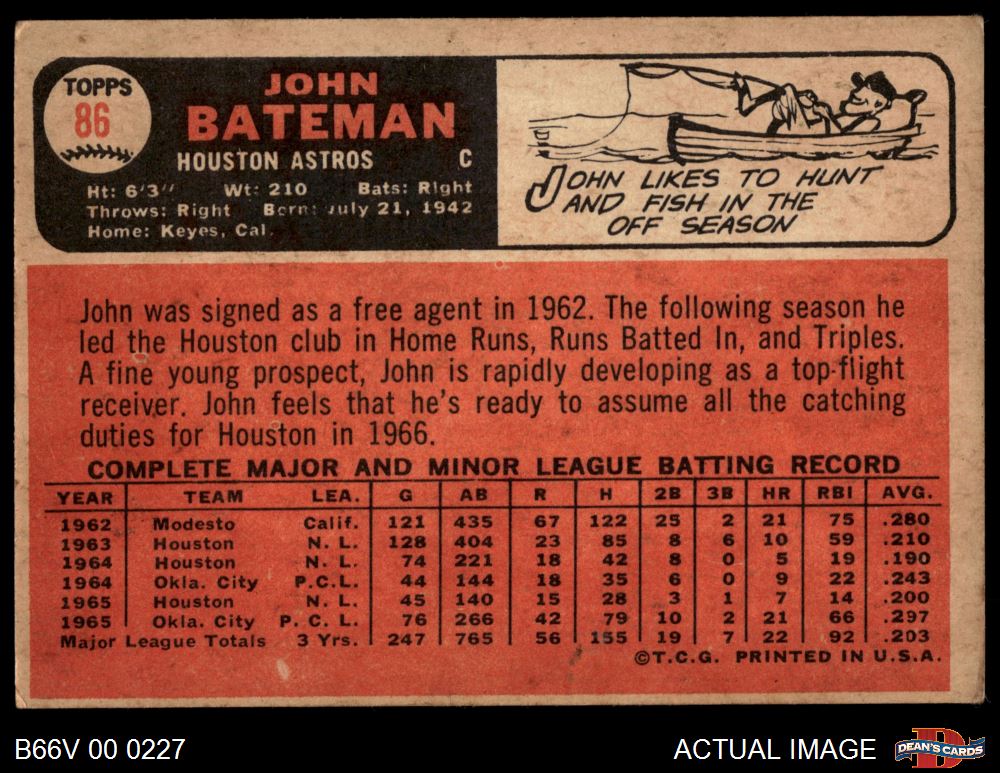 TOPPS
86
JOHN
BATEMAN
HOUSTON ASTROS C
Ht: 6'3" Wt: 210 Bats: Right
Throws: Right Born: July 21, 1942
Home: Keyes, Cal.
JOHN LIKES TO HUNT
AND FISH IN THE
OFF SEASON
John was signed as a free agent in 1962. The following season he
led the Houston club in Home Runs, Runs Batted In, and Triples.
A fine young prospect, John is rapidly developing as a top-flight
receiver. John feels that he's ready to assume all the catching
duties for Houston in 1966.
COMPLETE MAJOR AND MINOR LEAGUE BATTING RECORD
YEAR TEAM LEA. G AB R H 2B 3B HR RBI AVG.
1962 Modesto Calif. 121 435 67 122 25 2 21 75 .280
1963 Houston N. L. 128 404 23 85 8 6 10 59 .210
1964 Houston N. L. 74 221 18 42 8 0 5 19 .190
1964 Okla. City P.C.L. 44 144 18 35 6 0 9 22 .243
1965 Houston N. L. 45 140 15 28 3 1 7 14 .200
1965 Okla. City P. C. L. 76 266 42 79 10 2 21 66 .297
Major League Totals 3 Yrs. 247 765 56 155 19 7 22 92 .203
©T.C.G. PRINTED IN U.S.A.
B66V 00 0227 ACTUAL IMAGE DEAN'S CARDS